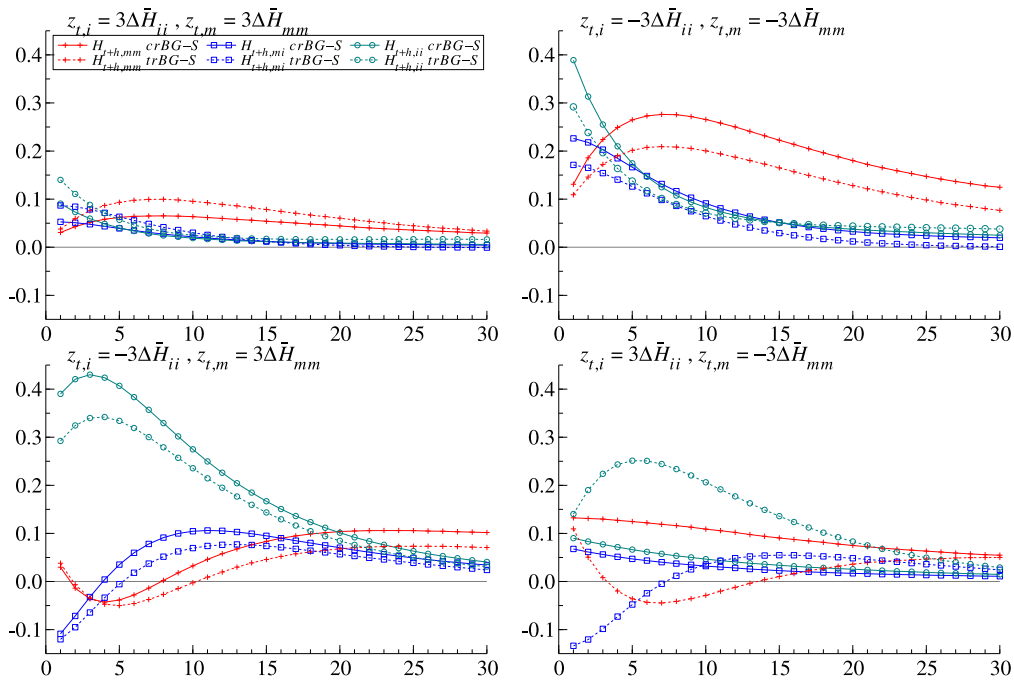 z_{t,i} = 3ΔH̄_{ii} , z_{t,m} = 3ΔH̄_{mm}
0.4
H_{t+h,mm} crBG−S H_{t+h,mi} crBG−S H_{t+h,ii} crBG−S
H_{t+h,mm} trBG−S H_{t+h,mi} trBG−S H_{t+h,ii} trBG−S
0.3
0.2
0.1
0.0
-0.1
0 5 10 15 20 25 30
z_{t,i} = −3ΔH̄_{ii} , z_{t,m} = −3ΔH̄_{mm}
0.4
0.3
0.2
0.1
0.0
-0.1
0 5 10 15 20 25 30
z_{t,i} = −3ΔH̄_{ii} , z_{t,m} = 3ΔH̄_{mm}
0.4
0.3
0.2
0.1
0.0
-0.1
0 5 10 15 20 25 30
z_{t,i} = 3ΔH̄_{ii} , z_{t,m} = −3ΔH̄_{mm}
0.4
0.3
0.2
0.1
0.0
-0.1
0 5 10 15 20 25 30